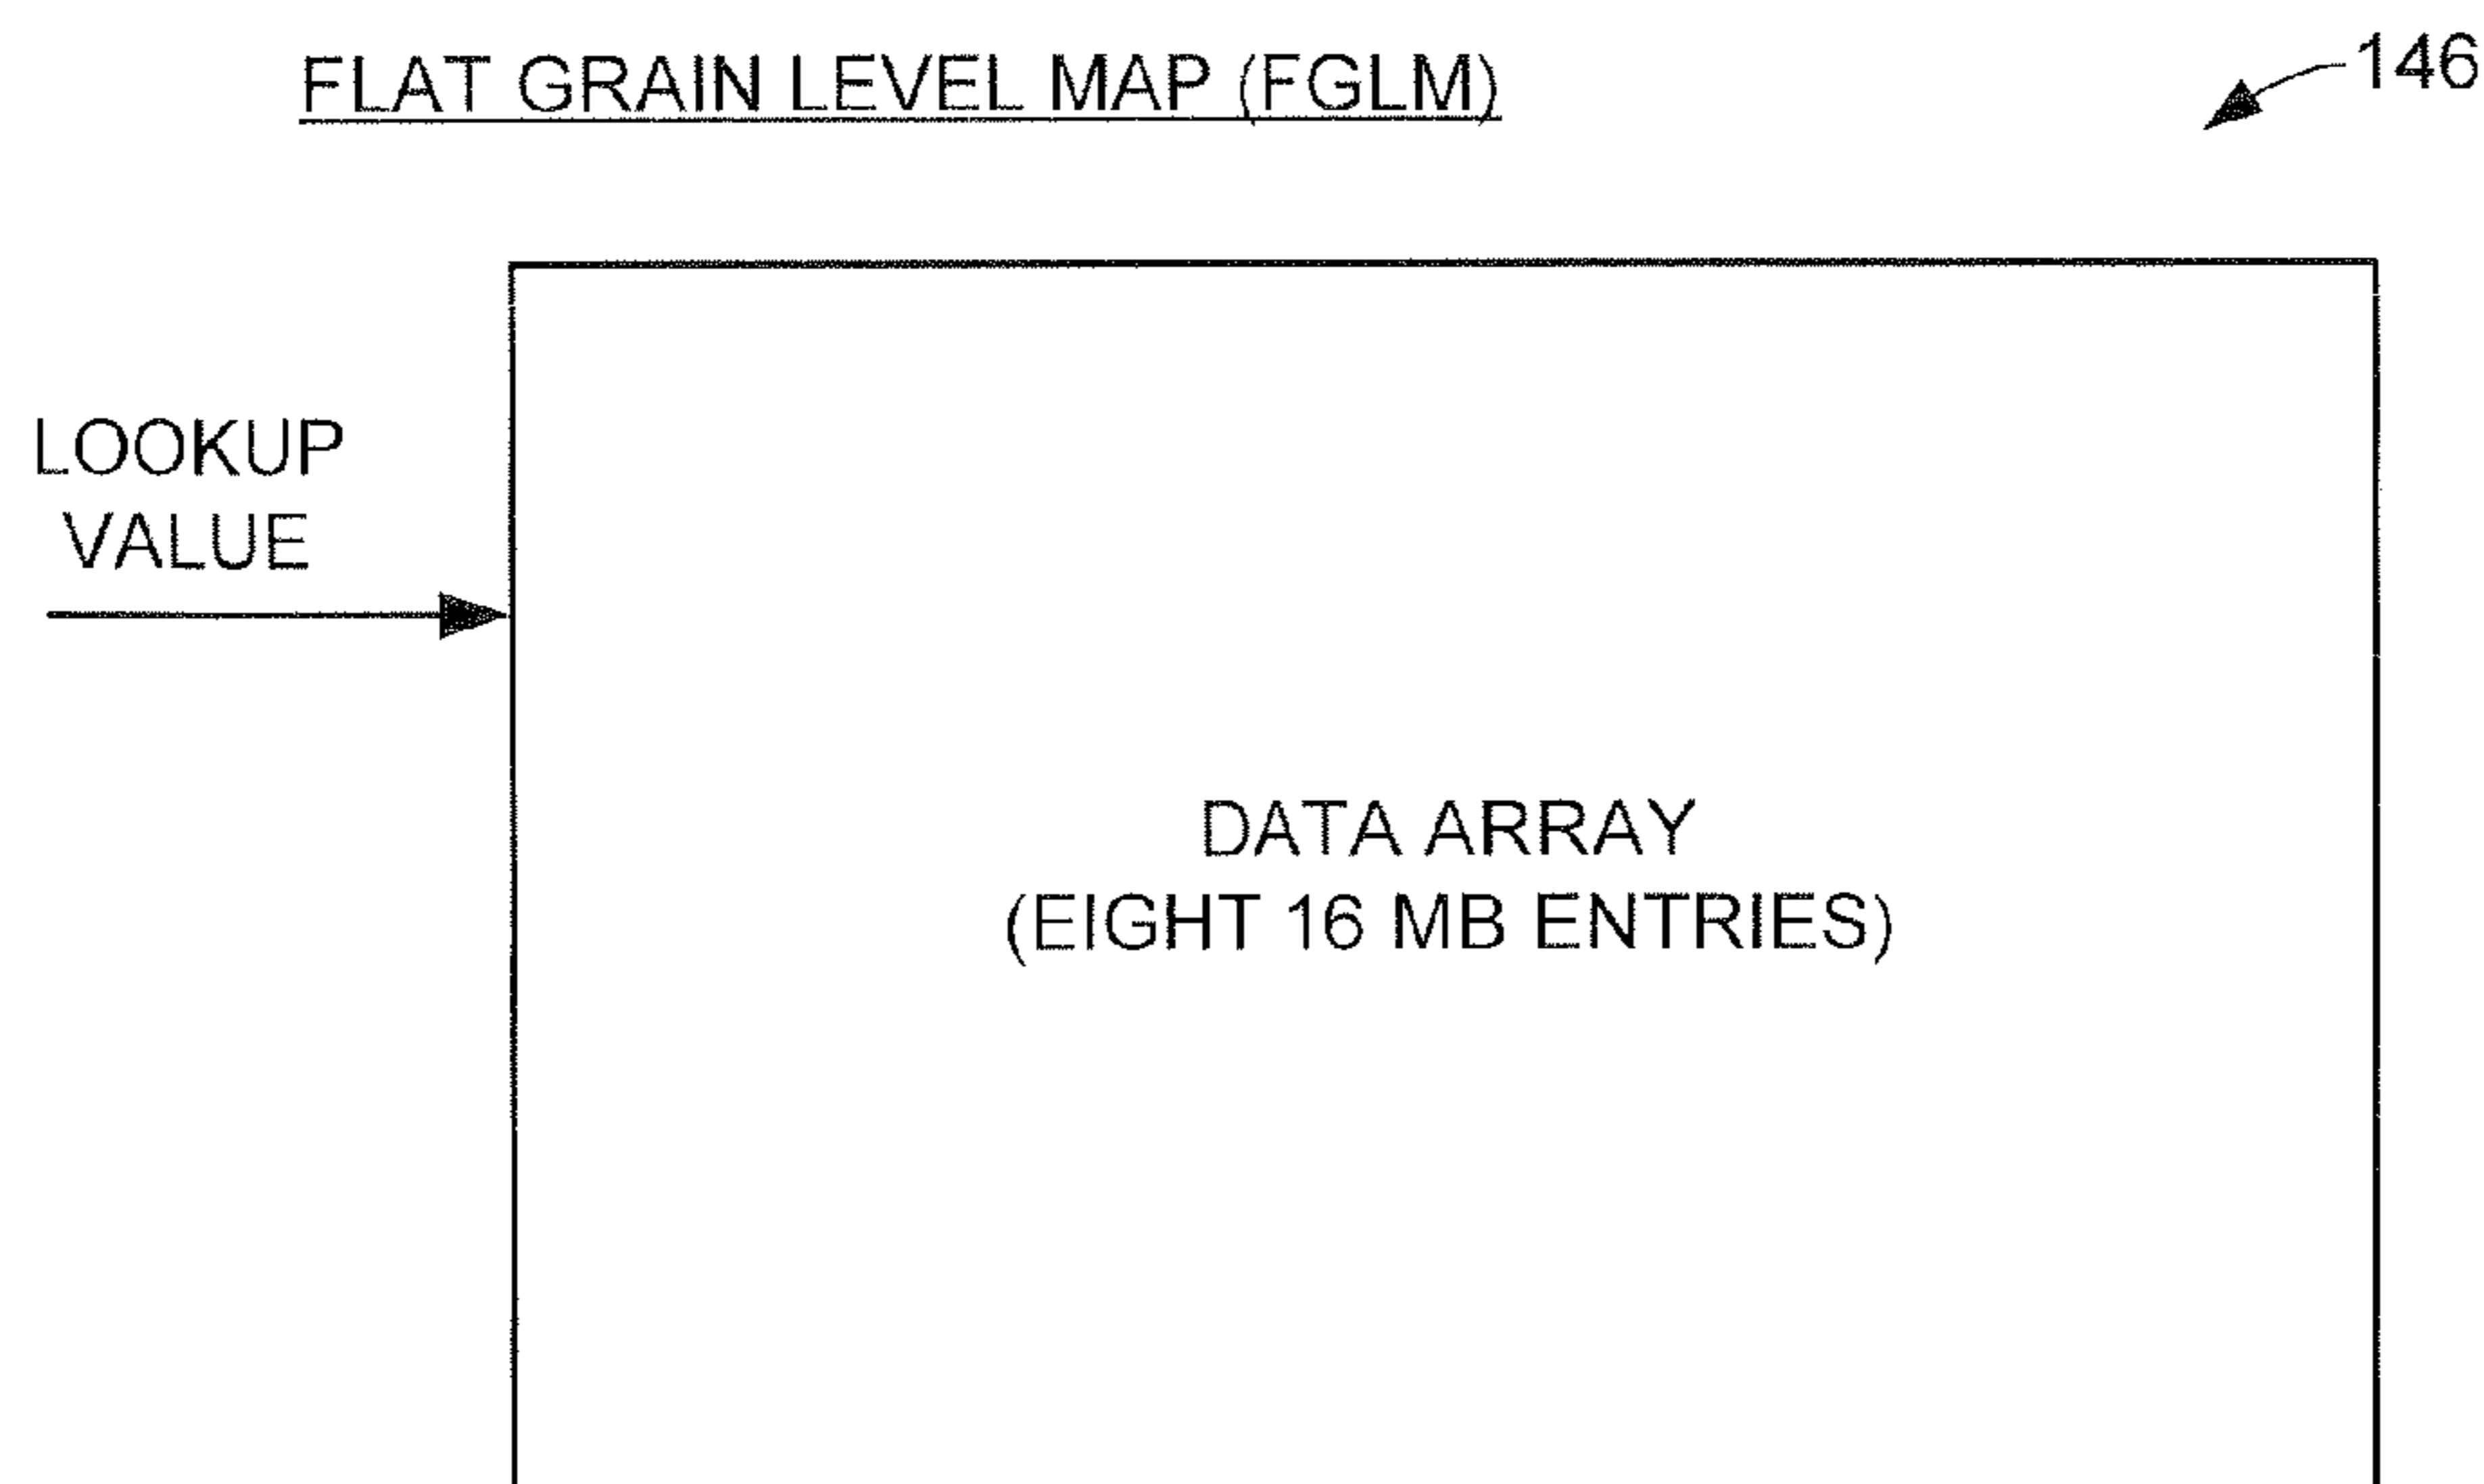 FLAT GRAIN LEVEL MAP (FGLM)
146
LOOKUP
VALUE
DATA ARRAY
(EIGHT 16 MB ENTRIES)